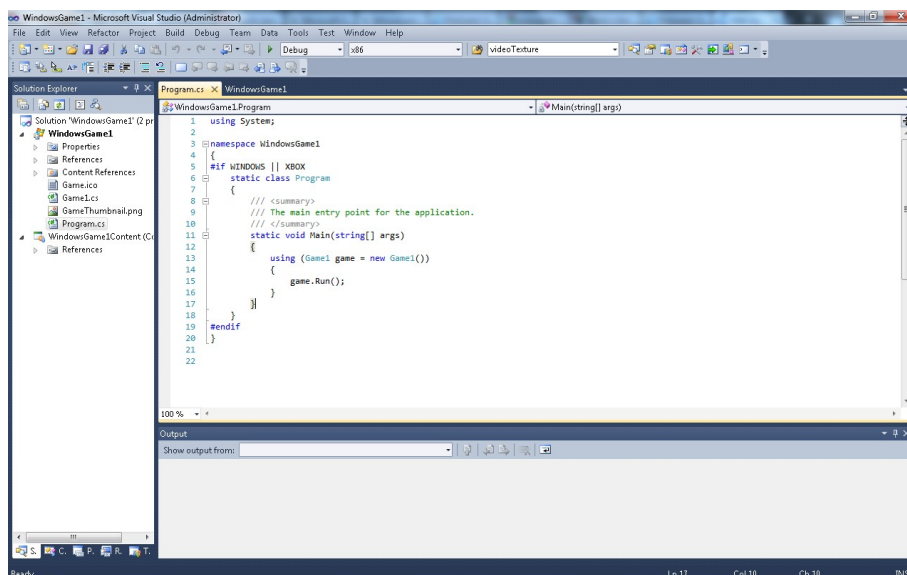 WindowsGame1 - Microsoft Visual Studio (Administrator)
File Edit View Refactor Project Build Debug Team Data Tools Test Window Help
Debug x86 videoTexture
Solution Explorer
Program.cs WindowsGame1
WindowsGame1.Program Main(string[] args)
Solution 'WindowsGame1' (2 pr
WindowsGame1
Properties
References
Content References
Game.ico
Game1.cs
GameThumbnail.png
Program.cs
WindowsGame1Content (Co
References
1 using System;
2
3 namespace WindowsGame1
4 {
5 #if WINDOWS || XBOX
6 static class Program
7 {
8 /// <summary>
9 /// The main entry point for the application.
10 /// </summary>
11 static void Main(string[] args)
12 {
13 using (Game1 game = new Game1())
14 {
15 game.Run();
16 }
17 }
18 }
19 #endif
20 }
21
22
100 %
Output
Show output from:
S. C. P. R. T.
Ready Ln 17 Col 10 Ch 10 INS